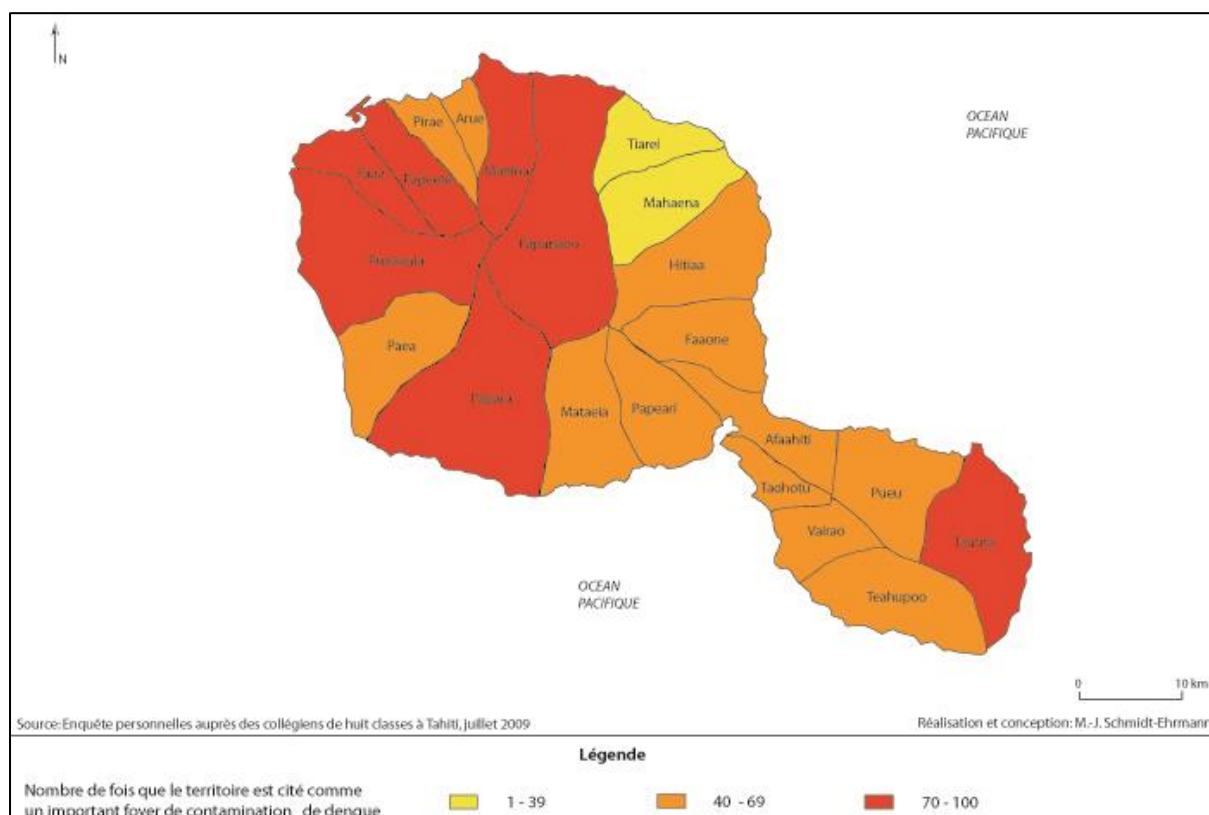 N
OCEAN
PACIFIQUE
Pirae
Arue
Tiarei
Faaa
Papeete
Mahina
Mahaena
Papenoo
Hitiaa
Punaauia
Faaone
Paea
Papara
Mataeia
Papeari
Afaahiti
Taohotu
Pueu
Tautira
Vairao
Teahupoo
OCEAN
PACIFIQUE
0 10 km
Source: Enquête personnelles auprès des collégiens de huit classes à Tahiti, juillet 2009
Réalisation et conception: M.-J. Schmidt-Ehrmann
Légende
Nombre de fois que le territoire est cité comme
un important foyer de contamination de dengue
1 - 39
40 - 69
70 - 100